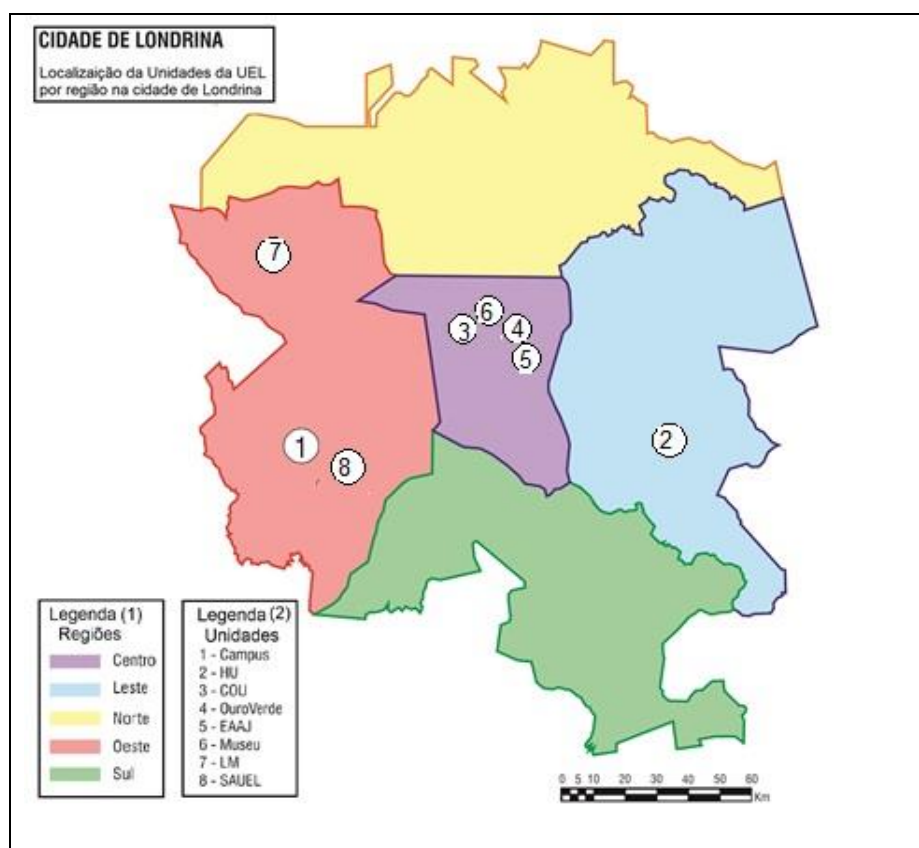 CIDADE DE LONDRINA
Localizaição da Unidades da UEL
por região na cidade de Londrina
7
6
3
4
5
1
8
2
Legenda (1)
Regiões
Centro
Leste
Norte
Oeste
Sul
Legenda (2)
Unidades
1 - Campus
2 - HU
3 - COU
4 - OuroVerde
5 - EAAJ
6 - Museu
7 - LM
8 - SAUEL
0 5 10 20 30 40 50 60
Km